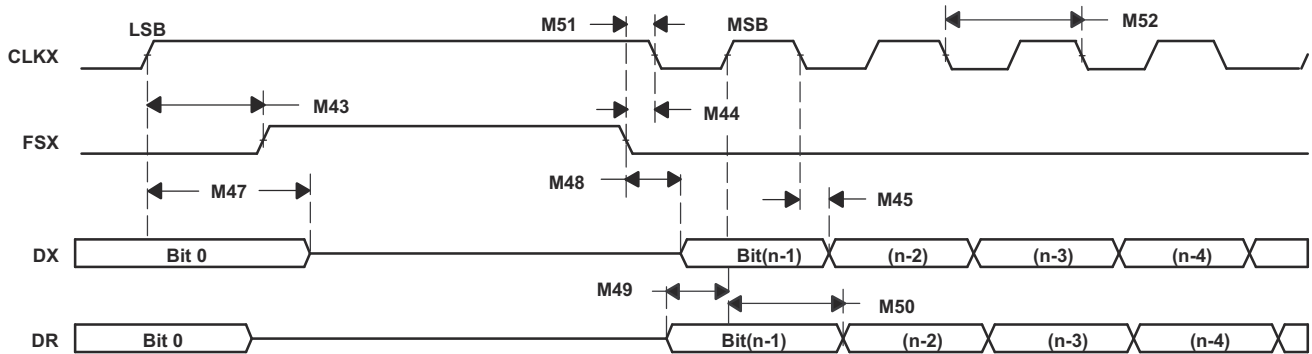 LSB
M51
MSB
M52
CLKX
M43
M44
FSX
M47
M48
M45
DX
Bit 0
Bit(n-1)
(n-2)
(n-3)
(n-4)
M49
M50
DR
Bit 0
Bit(n-1)
(n-2)
(n-3)
(n-4)